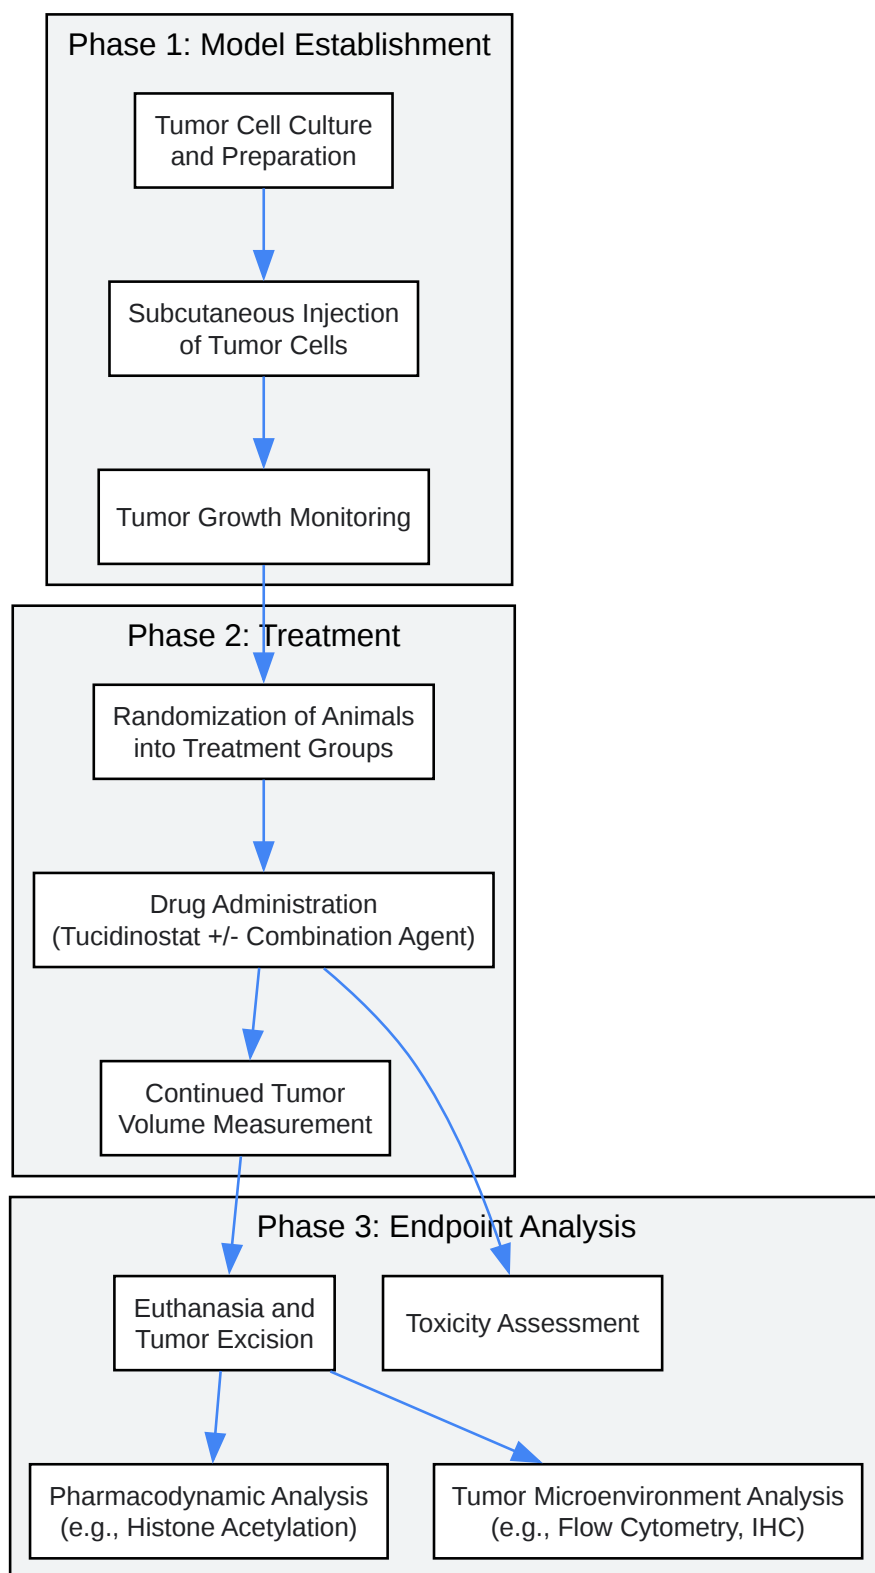 Phase 1: Model Establishment
Tumor Cell Culture
and Preparation
Subcutaneous Injection
of Tumor Cells
Tumor Growth Monitoring
Phase 2: Treatment
Randomization of Animals
into Treatment Groups
Drug Administration
(Tucidinostat +/- Combination Agent)
Continued Tumor
Volume Measurement
Phase 3: Endpoint Analysis
Euthanasia and
Tumor Excision
Toxicity Assessment
Pharmacodynamic Analysis
(e.g., Histone Acetylation)
Tumor Microenvironment Analysis
(e.g., Flow Cytometry, IHC)